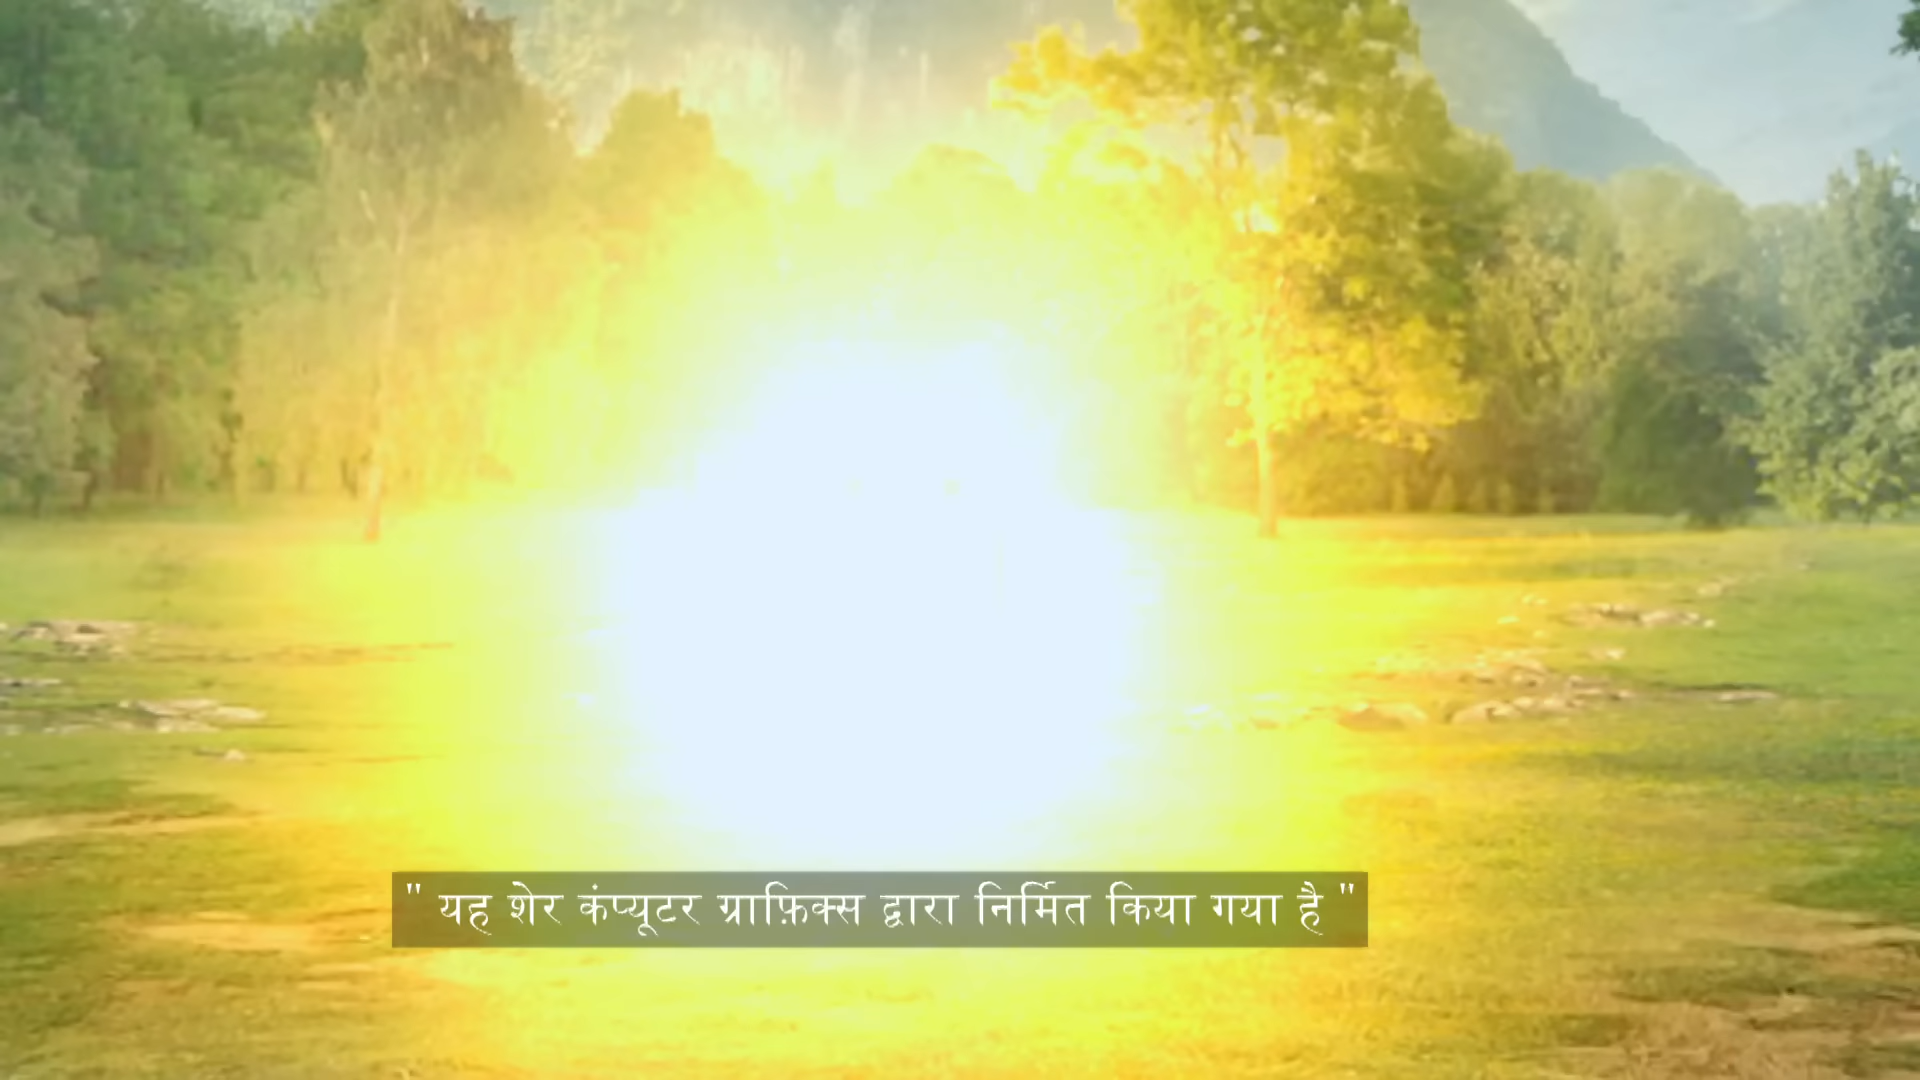 " यह शेर कंप्यूटर ग्राफ़िक्स द्वारा निर्मित किया गया है "